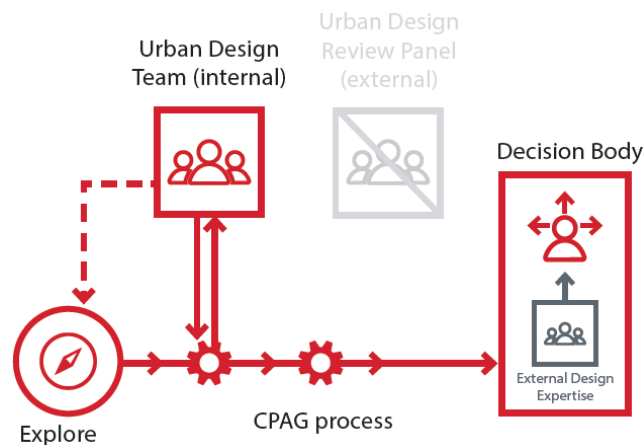 Urban Design
Team (internal)
Urban Design
Review Panel
(external)
Decision Body
External Design
Expertise
CPAG process
Explore